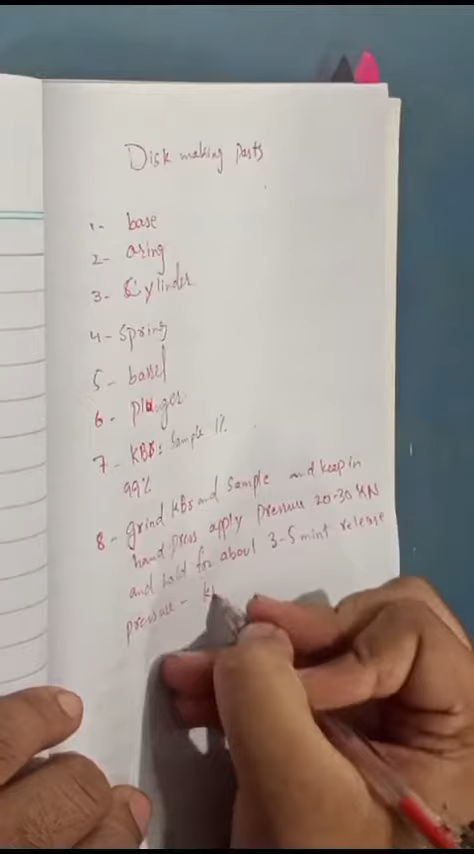 Disk making Parts
1- base
2- oring
3- Cylinder
4- Spring
5- bassel
6- plunger
7- KBr: Sample 1%
99%
8- grind KBr and Sample and keep in
hand press apply pressure 20-30 KN
and hold for about 3-5 mint release
pressure -